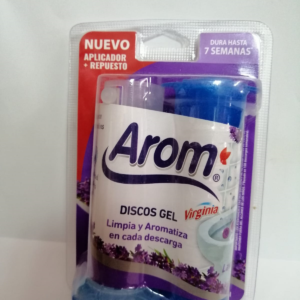 NUEVO
APLICADOR
+ REPUESTO
DURA HASTA
7 SEMANAS
Arom
®
DISCOS GEL
Virginia
Limpia y Aromatiza
en cada descarga